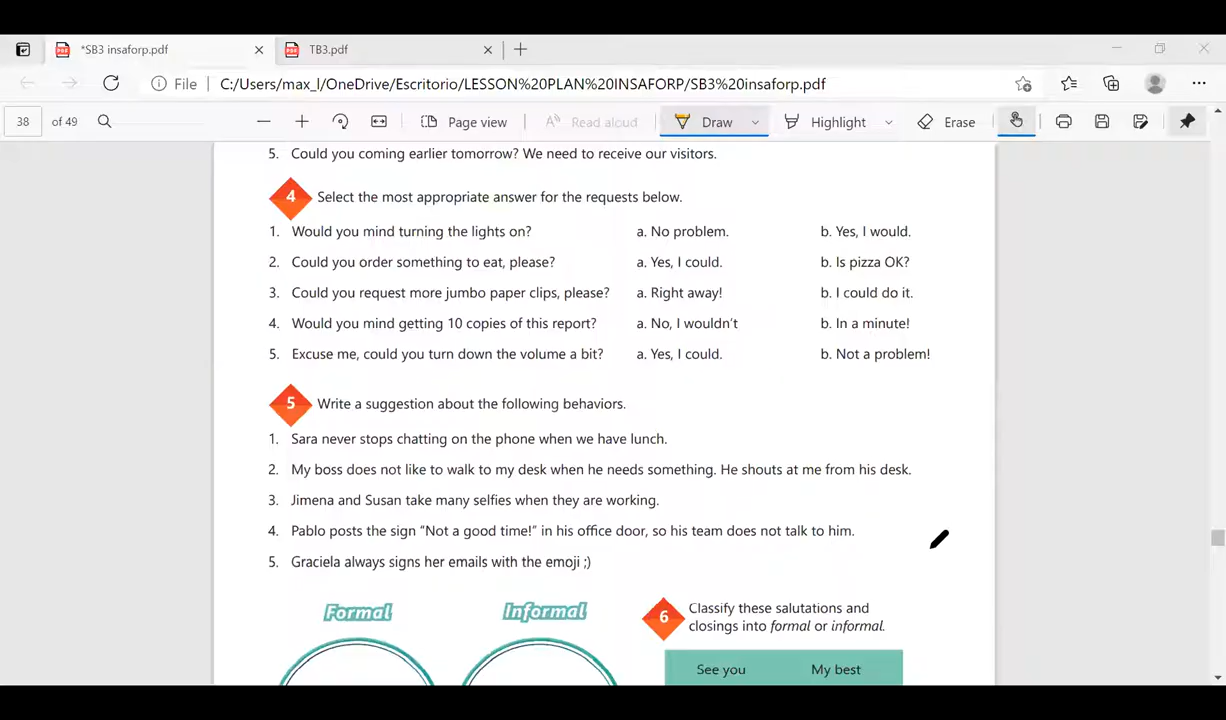 *SB3 insaforp.pdf
TB3.pdf
File
C:/Users/max_l/OneDrive/Escritorio/LESSON%20PLAN%20INSAFORP/SB3%20insaforp.pdf
38 of 49
Page view
Read aloud
Draw
Highlight
Erase
5. Could you coming earlier tomorrow? We need to receive our visitors.
4 Select the most appropriate answer for the requests below.
1. Would you mind turning the lights on? a. No problem. b. Yes, I would.
2. Could you order something to eat, please? a. Yes, I could. b. Is pizza OK?
3. Could you request more jumbo paper clips, please? a. Right away! b. I could do it.
4. Would you mind getting 10 copies of this report? a. No, I wouldn't b. In a minute!
5. Excuse me, could you turn down the volume a bit? a. Yes, I could. b. Not a problem!
5 Write a suggestion about the following behaviors.
1. Sara never stops chatting on the phone when we have lunch.
2. My boss does not like to walk to my desk when he needs something. He shouts at me from his desk.
3. Jimena and Susan take many selfies when they are working.
4. Pablo posts the sign “Not a good time!” in his office door, so his team does not talk to him.
5. Graciela always signs her emails with the emoji ;)
Formal
Informal
6 Classify these salutations and
closings into formal or informal.
See you My best